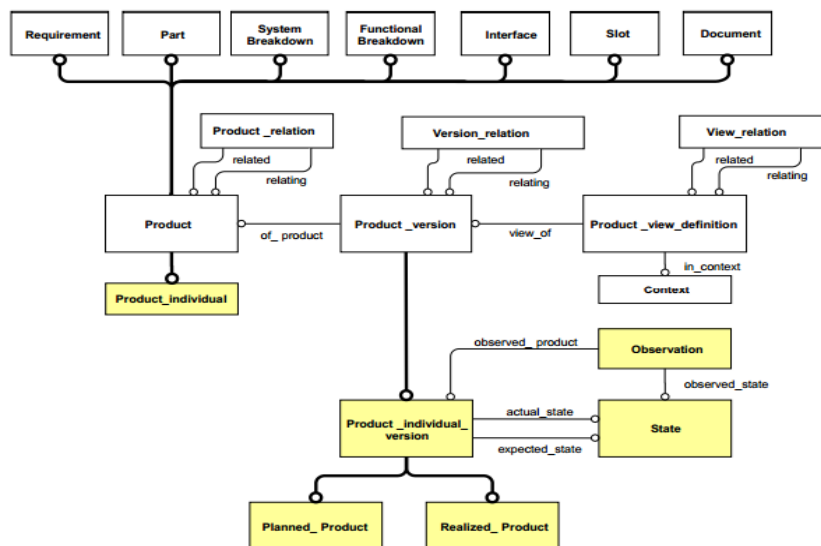 Requirement
Part
System
Breakdown
Functional
Breakdown
Interface
Slot
Document
Product _relation
Version_relation
View_relation
related
relating
related
relating
related
relating
Product
of_ product
Product _version
view_of
Product _view_definition
in_context
Context
Product_individual
observed_ product
Observation
observed_state
Product _individual_
version
actual_state
expected_state
State
Planned_ Product
Realized_ Product